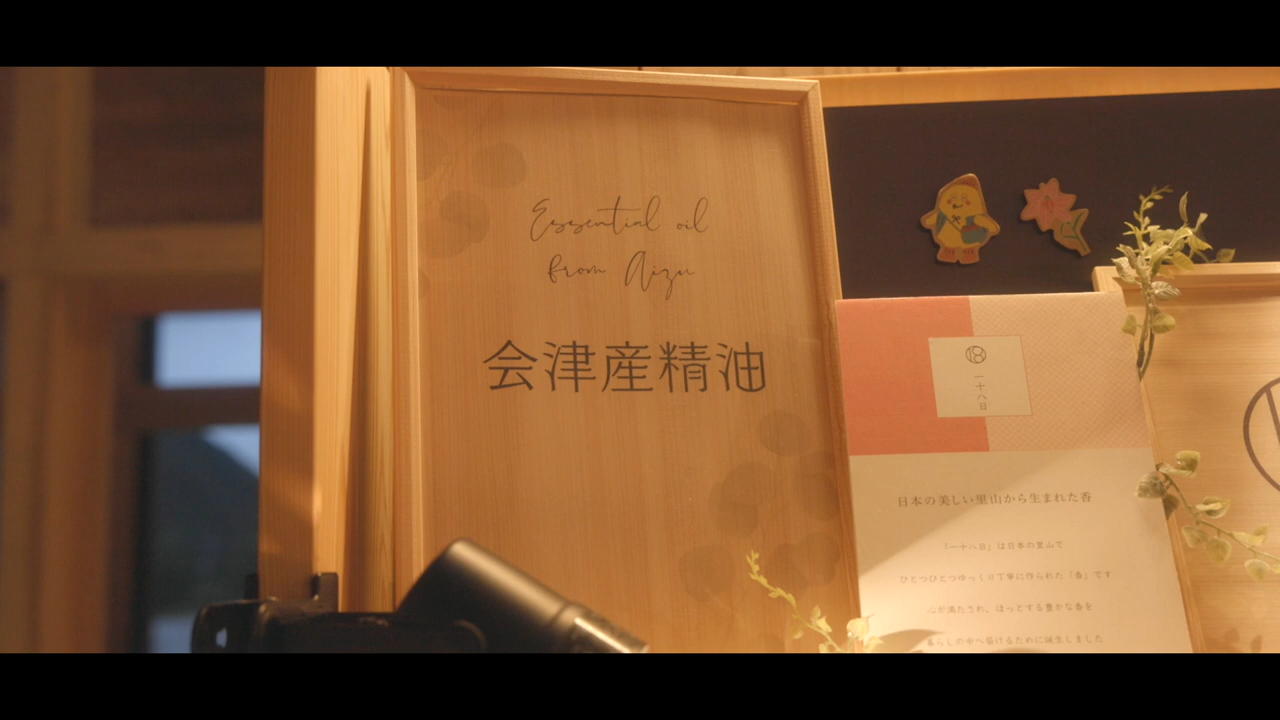 Essential oil
from Aizu
会津産精油
一十八日
日本の美しい里山から生まれた香
「一十八日」は日本の里山で
ひとつひとつゆっくり丁寧に作られた「香」です
心が満たされ、ほっとする豊かな香を
暮らしの中へ届けるために誕生しました